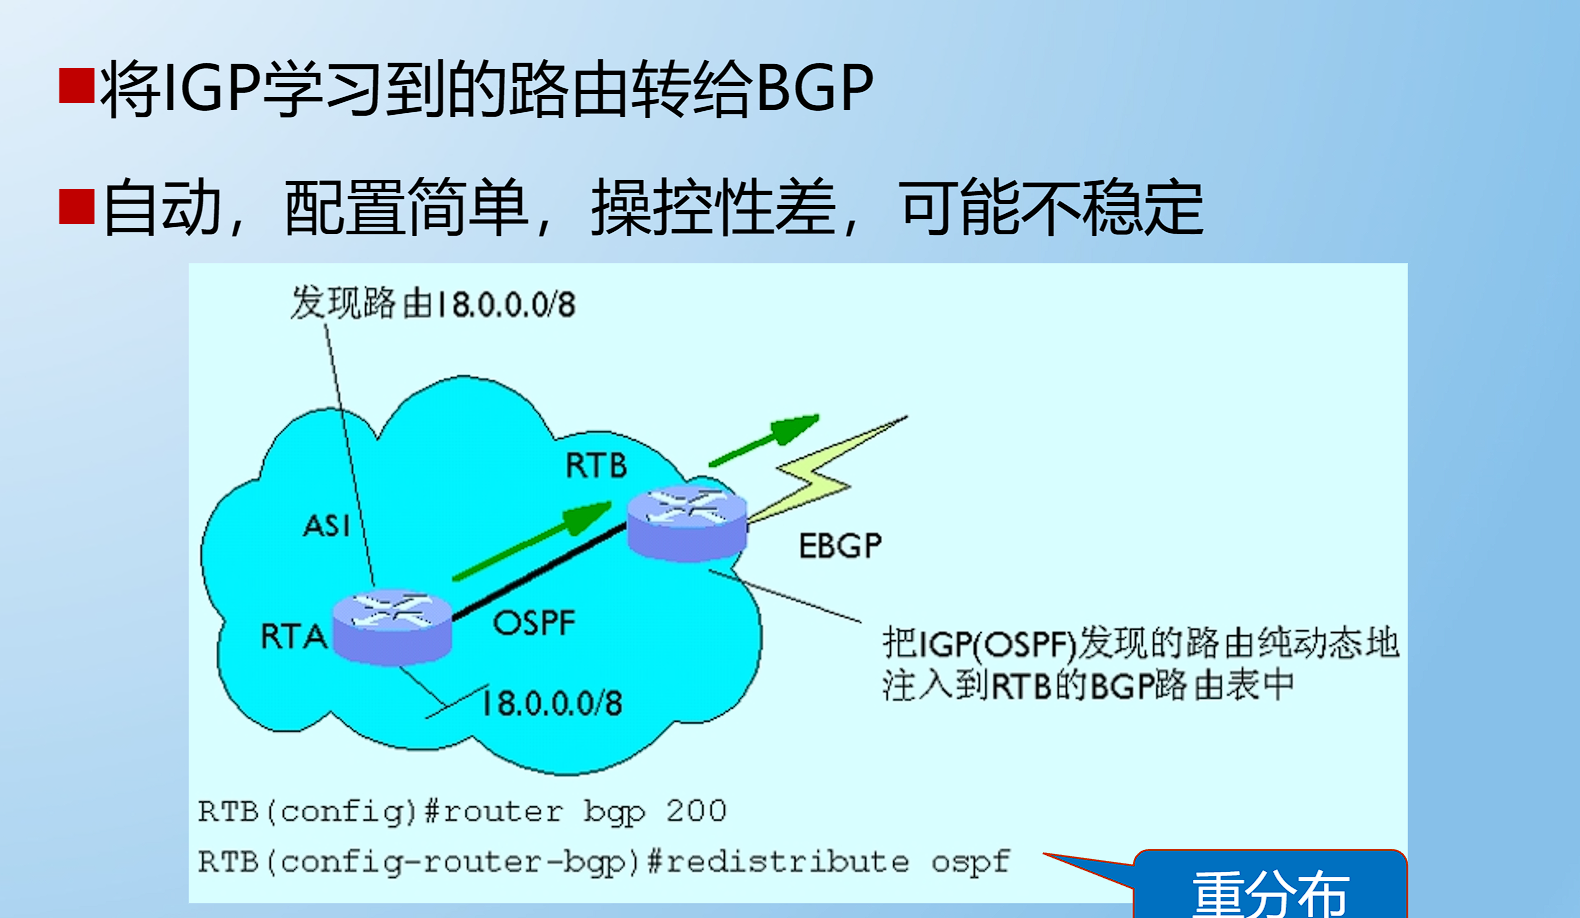 将IGP学习到的路由转给BGP
自动，配置简单，操控性差，可能不稳定
发现路由18.0.0.0/8
RTB
AS1
EBGP
OSPF
RTA
把IGP(OSPF)发现的路由纯动态地
注入到RTB的BGP路由表中
18.0.0.0/8
RTB(config)#router bgp 200
RTB(config-router-bgp)#redistribute ospf
重分布